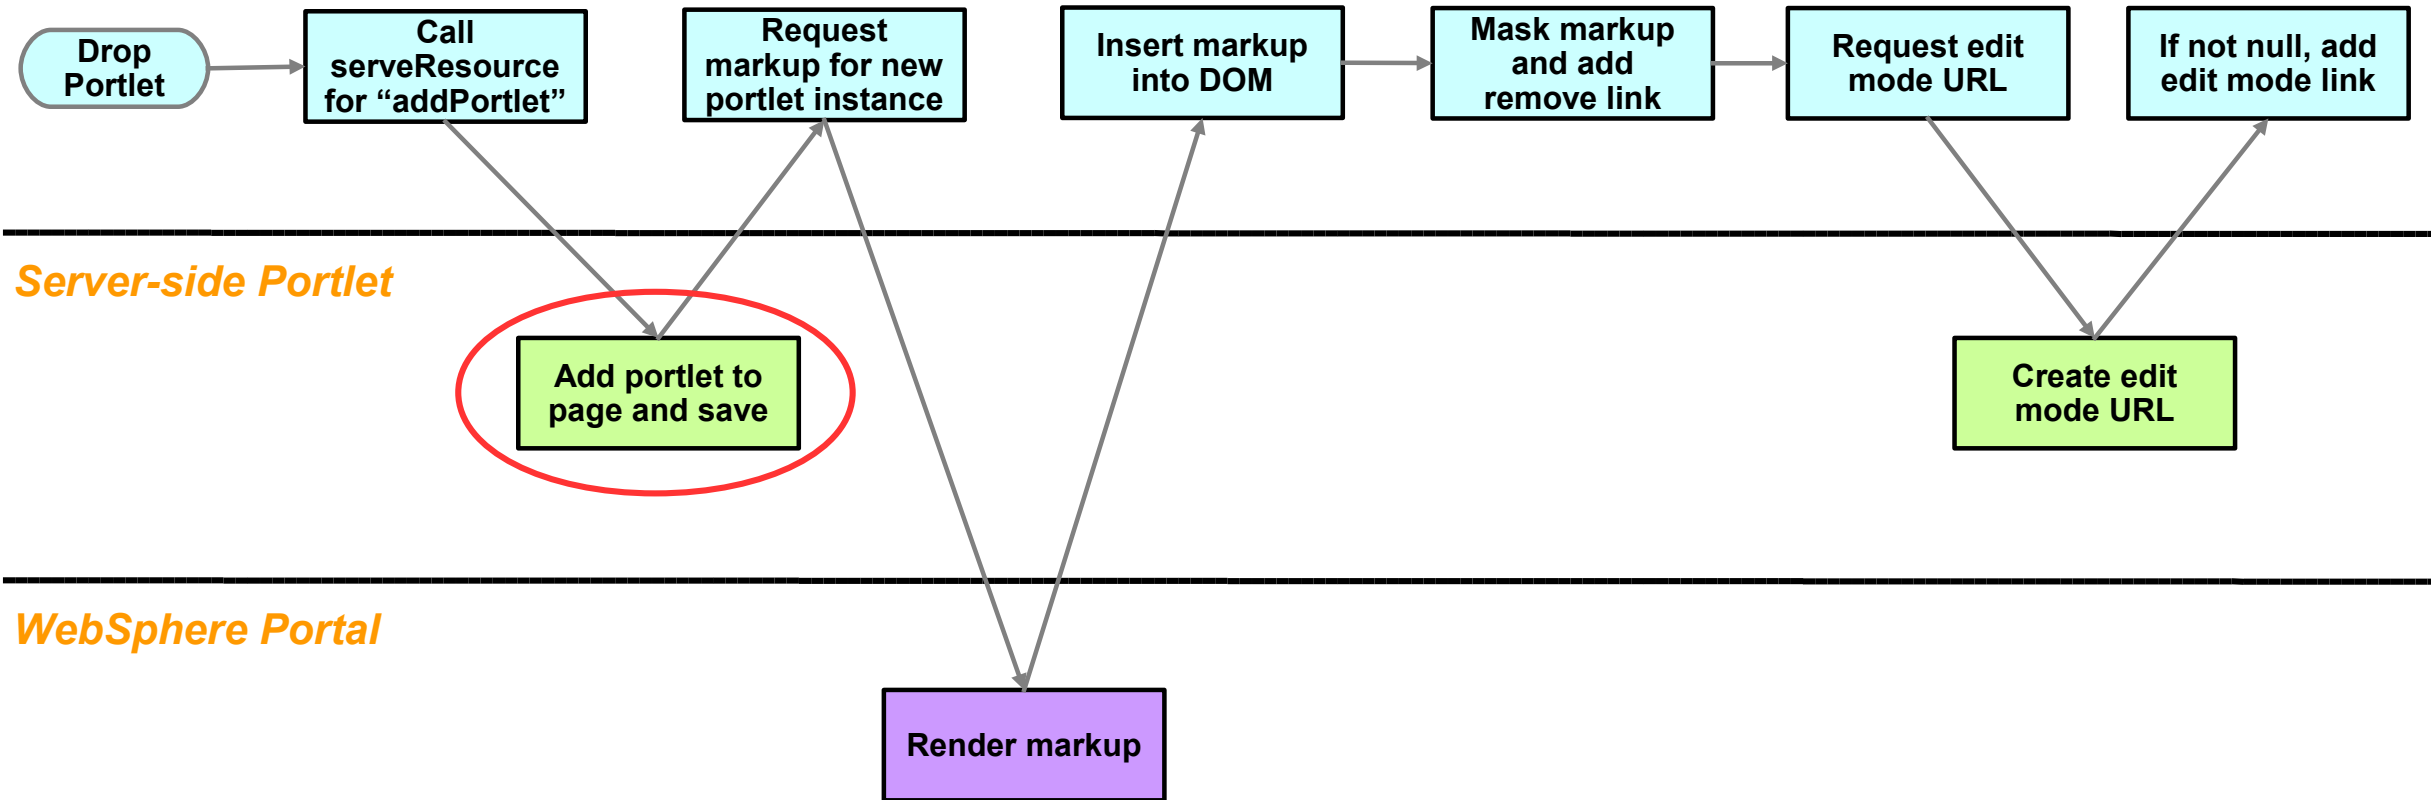 Drop
Portlet
Call
serveResource
for “addPortlet”
Request
markup for new
portlet instance
Insert markup
into DOM
Mask markup
and add
remove link
Request edit
mode URL
If not null, add
edit mode link
Server-side Portlet
Add portlet to
page and save
Create edit
mode URL
WebSphere Portal
Render markup